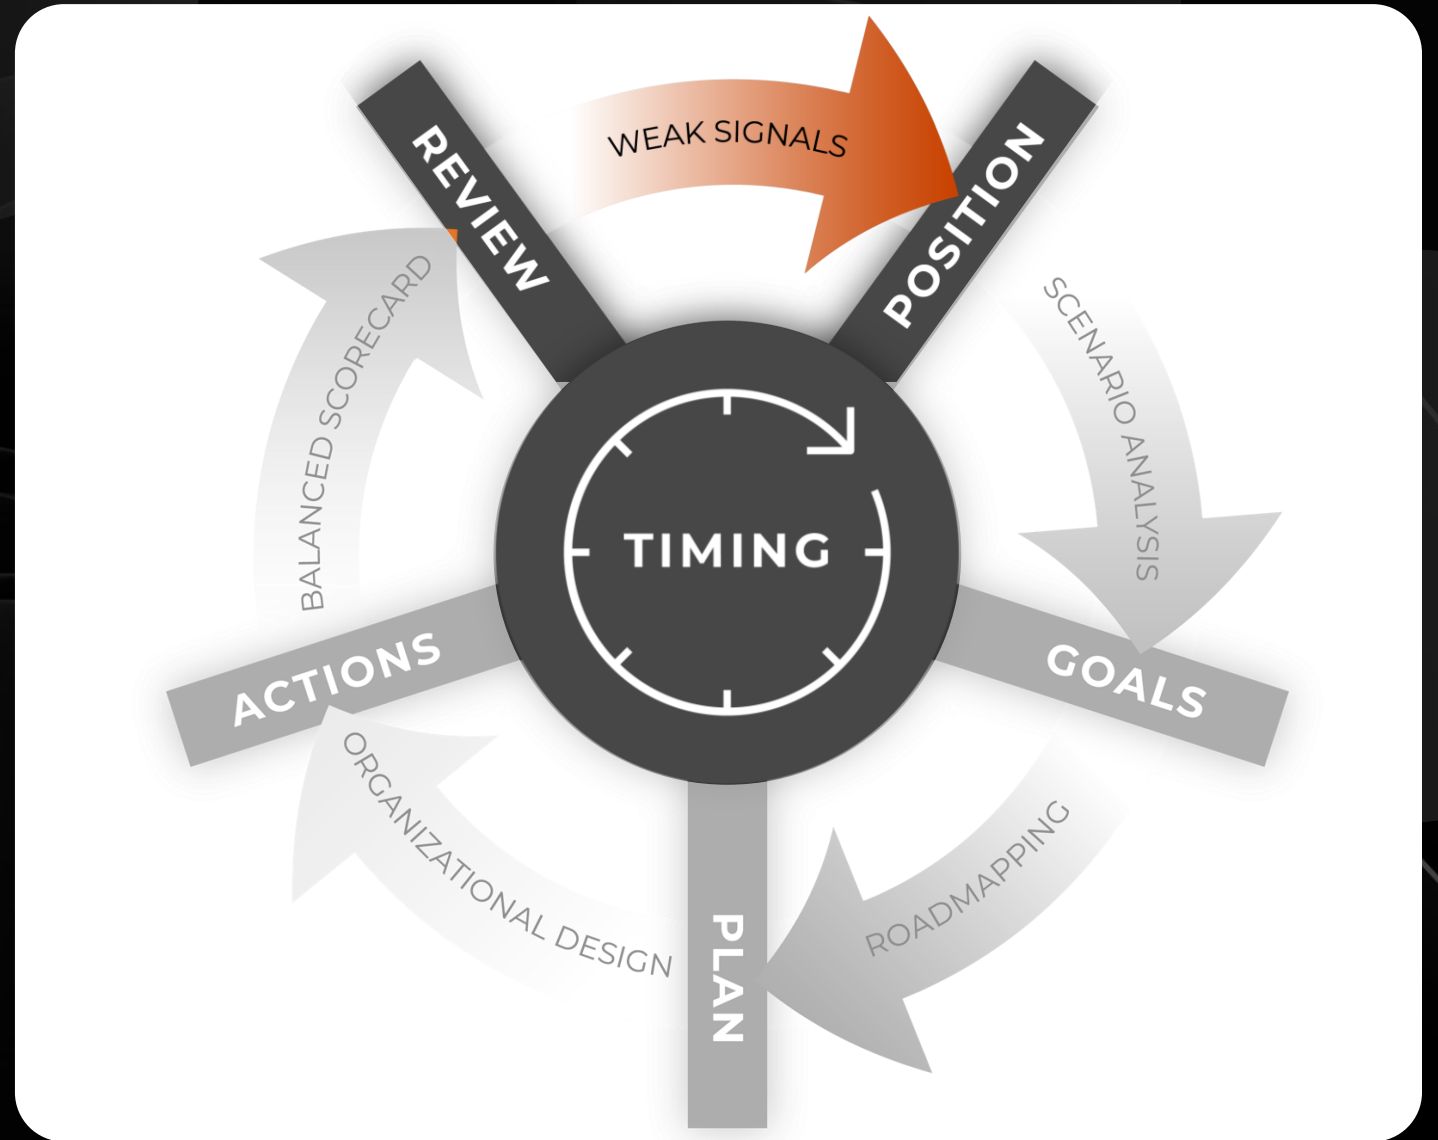 WEAK SIGNALS
REVIEW
POSITION
SCENARIO ANALYSIS
BALANCED SCORECARD
TIMING
GOALS
ACTIONS
ROADMAPPING
ORGANIZATIONAL DESIGN
PLAN